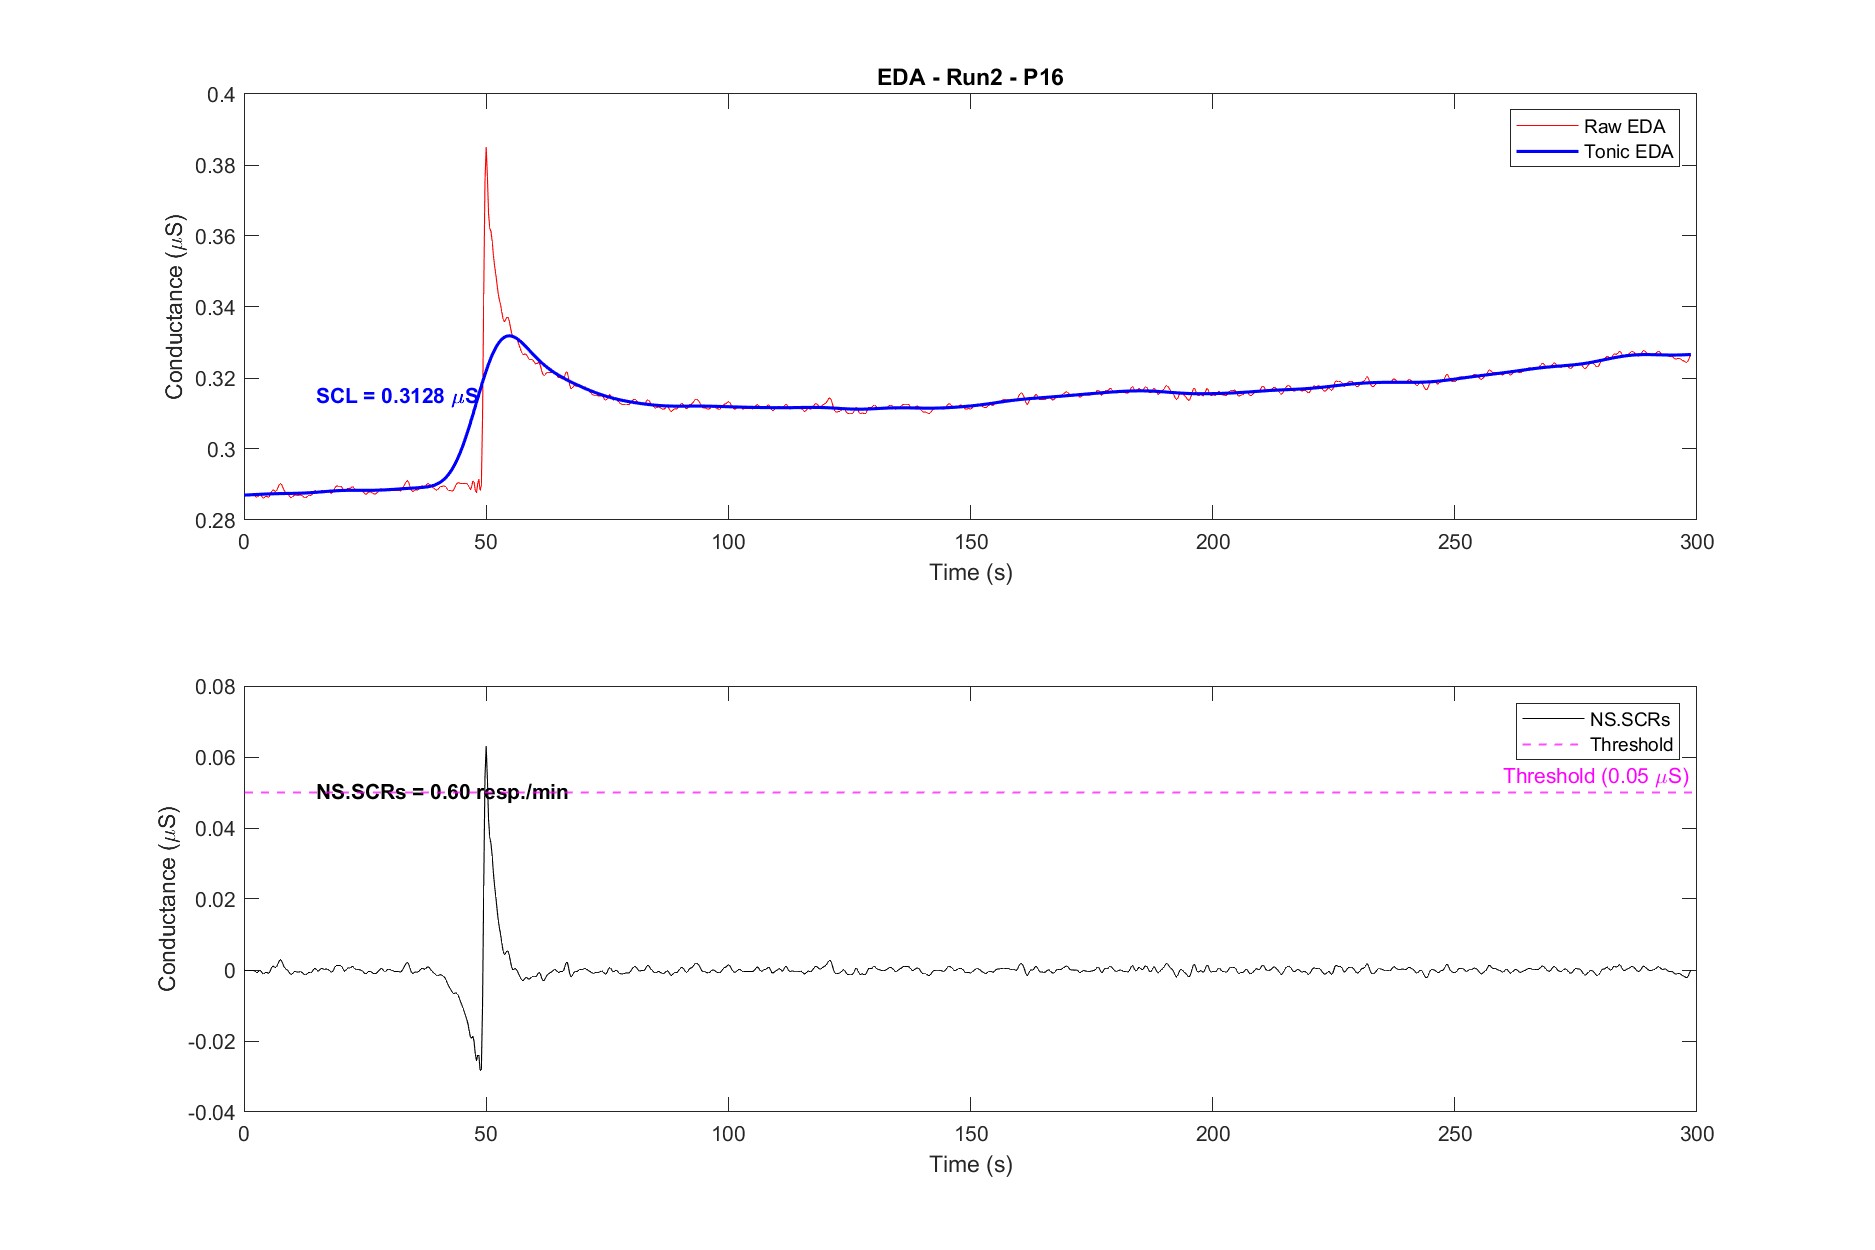 EDA - Run2 - P16
0.4
0.38
0.36
0.34
0.32
0.3
0.28
Conductance (μS)
Raw EDA
Tonic EDA
SCL = 0.3128 μS
0 50 100 150 200 250 300
Time (s)
0.08
0.06
0.04
0.02
0
-0.02
-0.04
Conductance (μS)
NS.SCRs
Threshold
Threshold (0.05 μS)
NS.SCRs = 0.60 resp./min
0 50 100 150 200 250 300
Time (s)